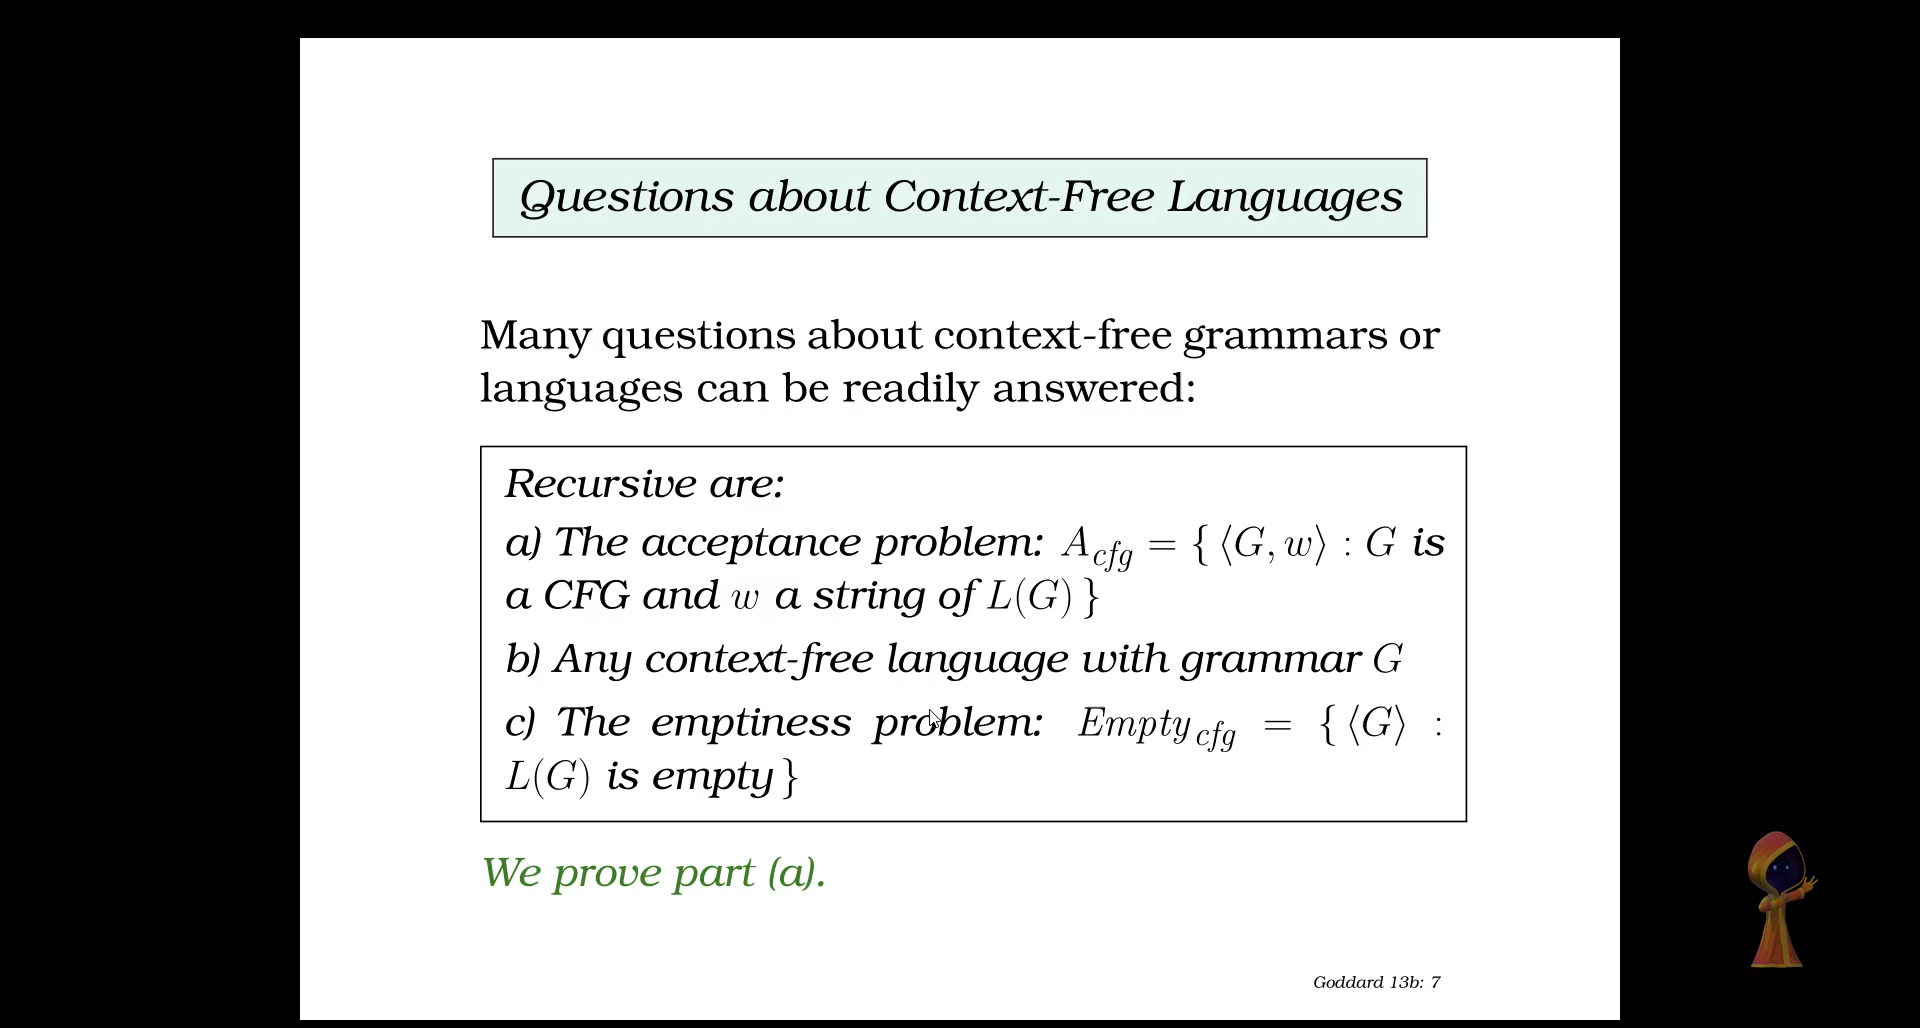 Questions about Context-Free Languages
Many questions about context-free grammars or
languages can be readily answered:
Recursive are:
a) The acceptance problem: A_cfg = { ⟨G, w⟩ : G is
a CFG and w a string of L(G) }
b) Any context-free language with grammar G
c) The emptiness problem: Empty_cfg = { ⟨G⟩ :
L(G) is empty }
We prove part (a).
Goddard 13b: 7